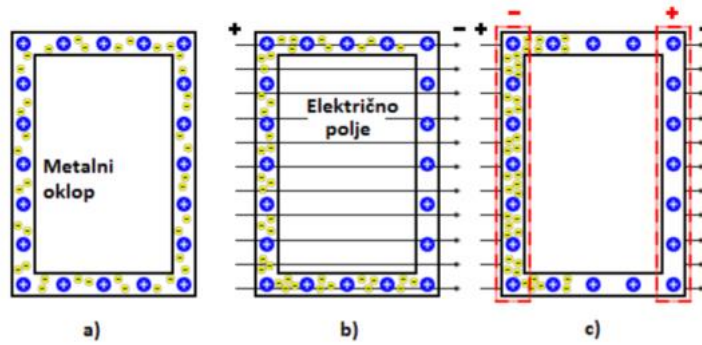 Metalni
oklop
+ −
Električno
polje
+ − + −
a) b) c)